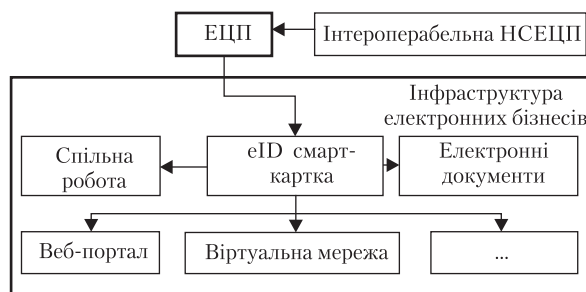 ЕЦП
Інтероперабельна НСЕЦП
Інфраструктура
електронних бізнесів
Спільна
робота
eID смарт-
картка
Електронні
документи
Веб-портал
Віртуальна мережа
...